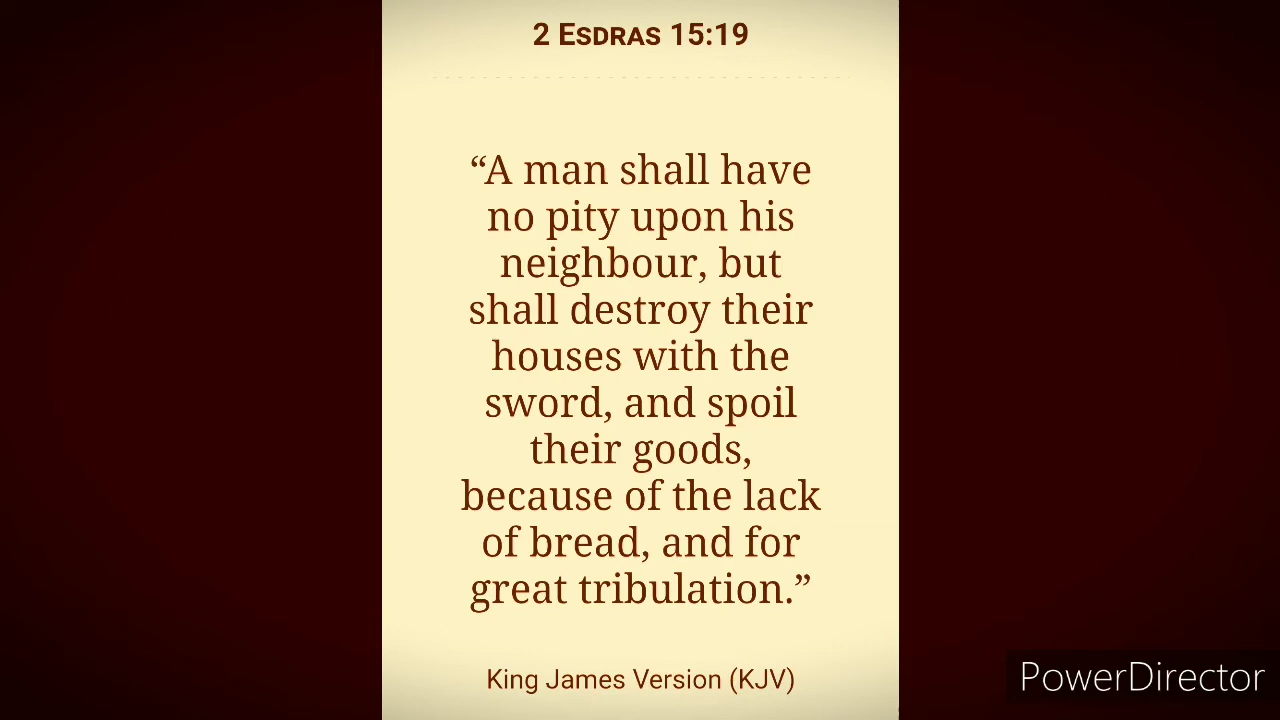 2 ESDRAS 15:19
“A man shall have
no pity upon his
neighbour, but
shall destroy their
houses with the
sword, and spoil
their goods,
because of the lack
of bread, and for
great tribulation.”
King James Version (KJV)
PowerDirector